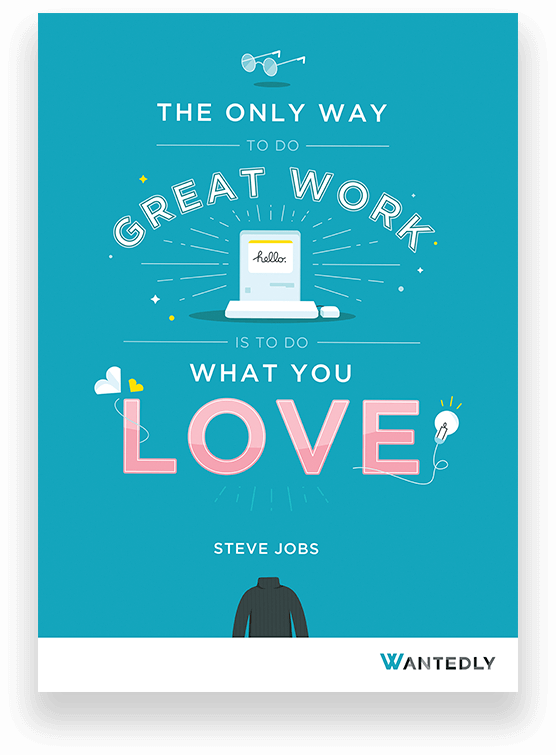 THE ONLY WAY
TO DO
GREAT WORK
hello.
IS TO DO
WHAT YOU
LOVE
STEVE JOBS
WANTEDLY